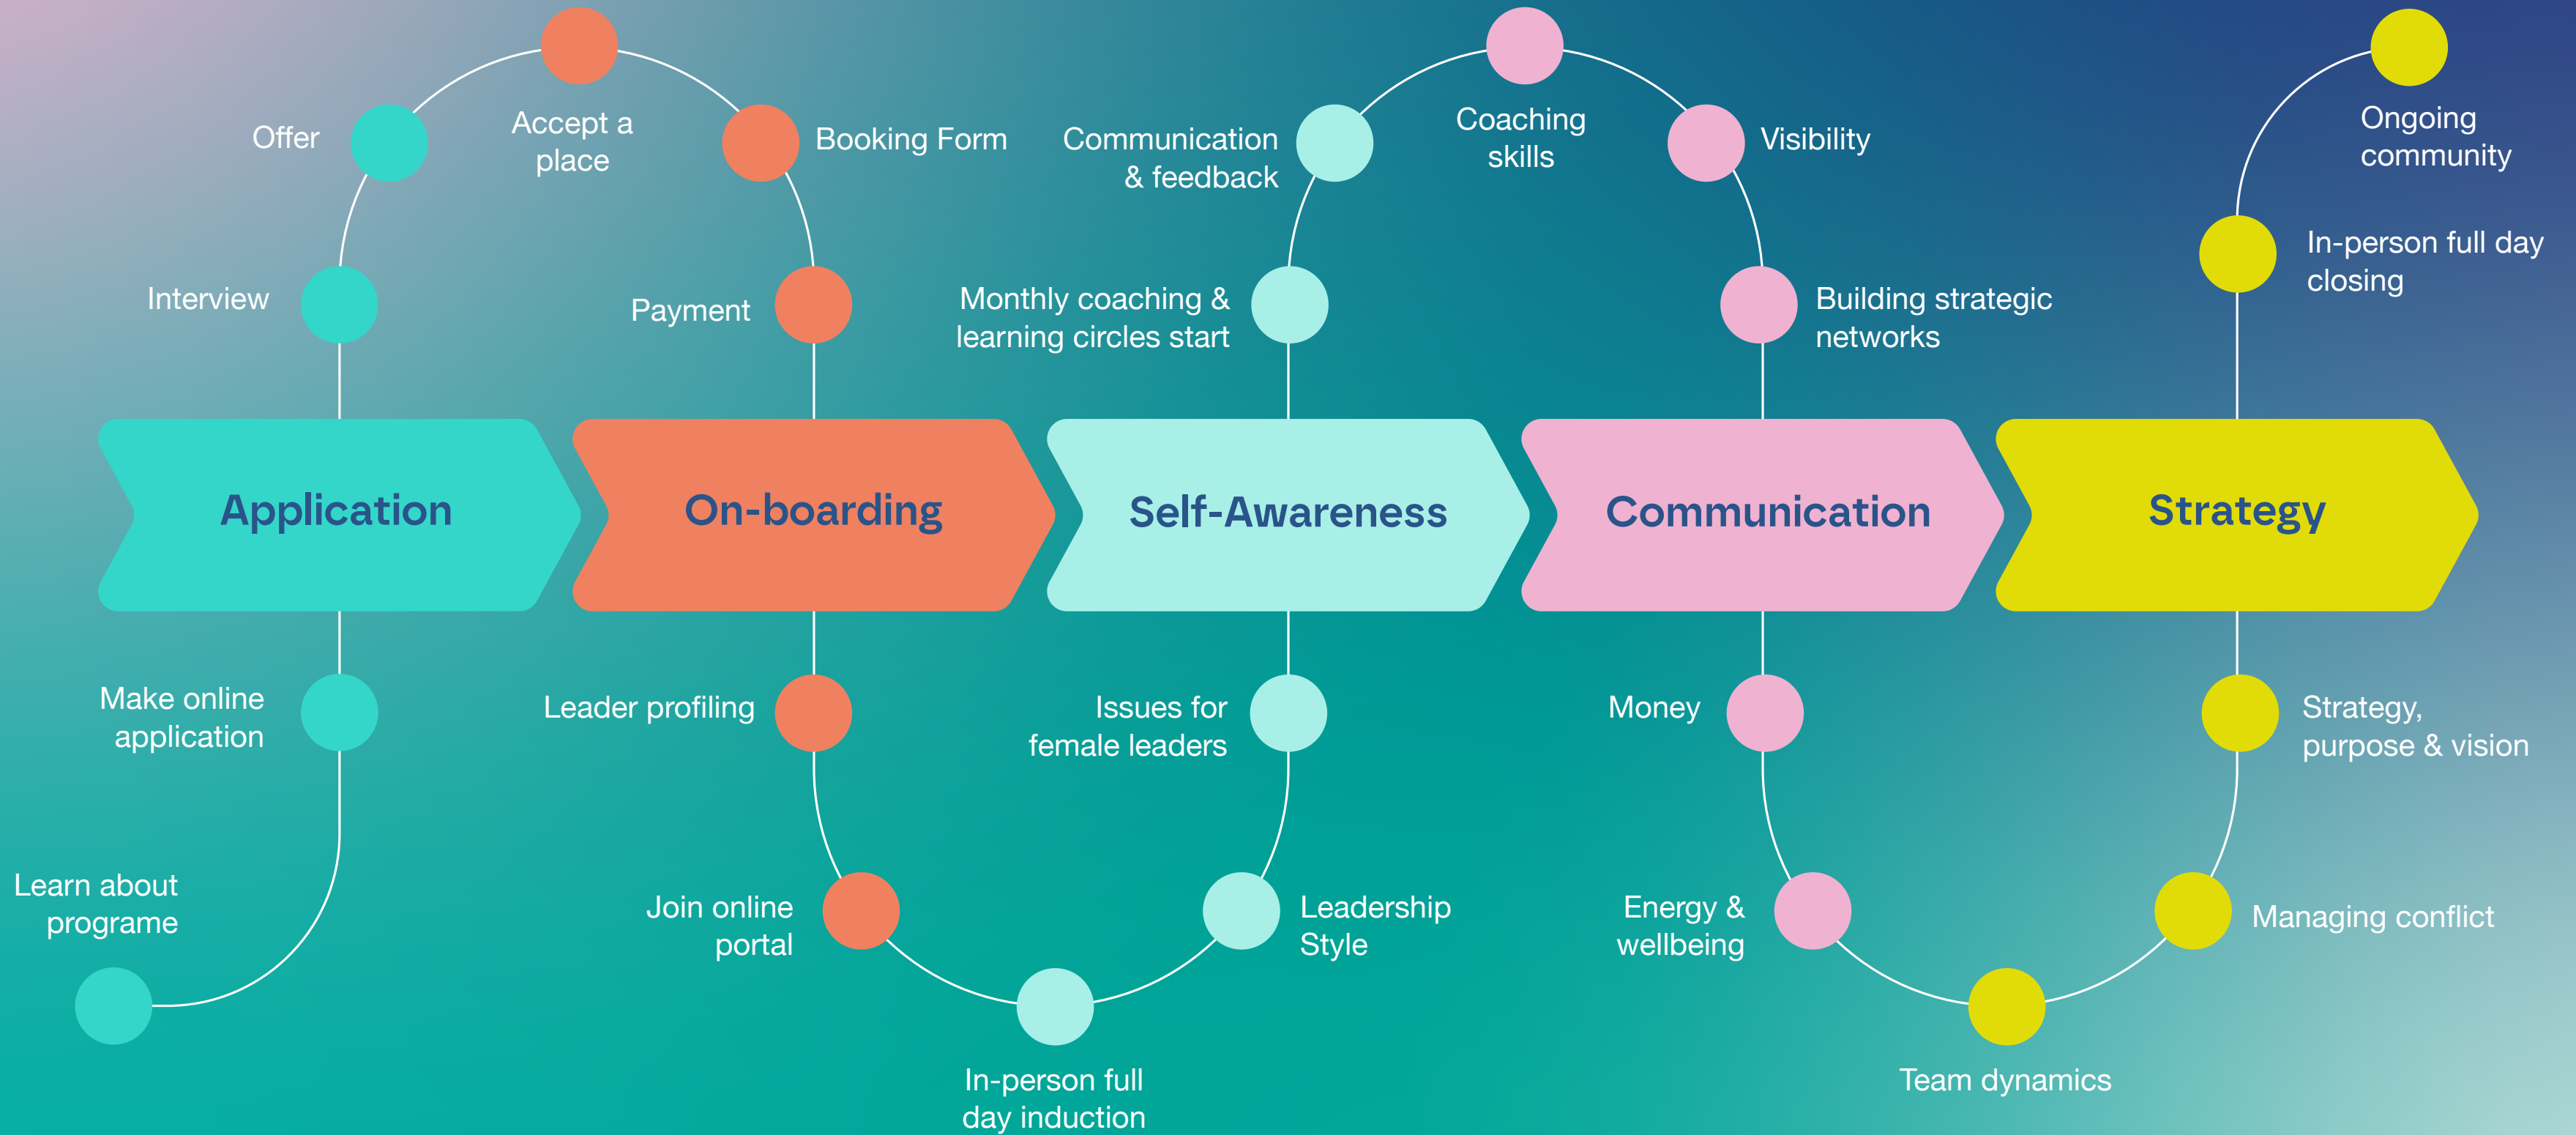 Offer
Accept a
place
Booking Form
Communication
& feedback
Coaching
skills
Visibility
Ongoing
community
Interview
Payment
Monthly coaching &
learning circles start
Building strategic
networks
In-person full day
closing
Application
On-boarding
Self-Awareness
Communication
Strategy
Make online
application
Leader profiling
Issues for
female leaders
Money
Strategy,
purpose & vision
Learn about
programe
Join online
portal
Leadership
Style
Energy &
wellbeing
Managing conflict
In-person full
day induction
Team dynamics